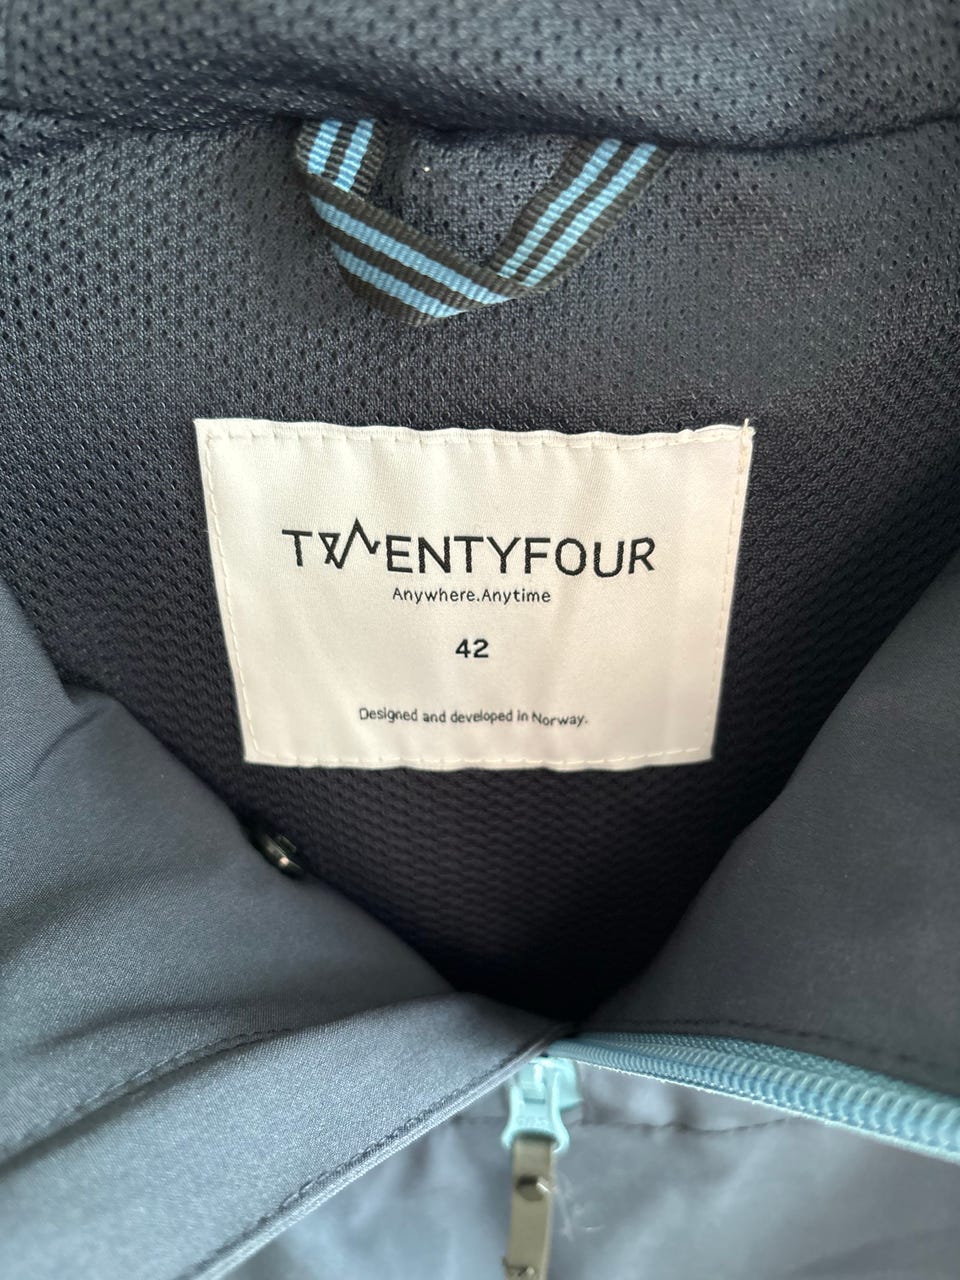 TWENTYFOUR
Anywhere.Anytime
42
Designed and developed in Norway.